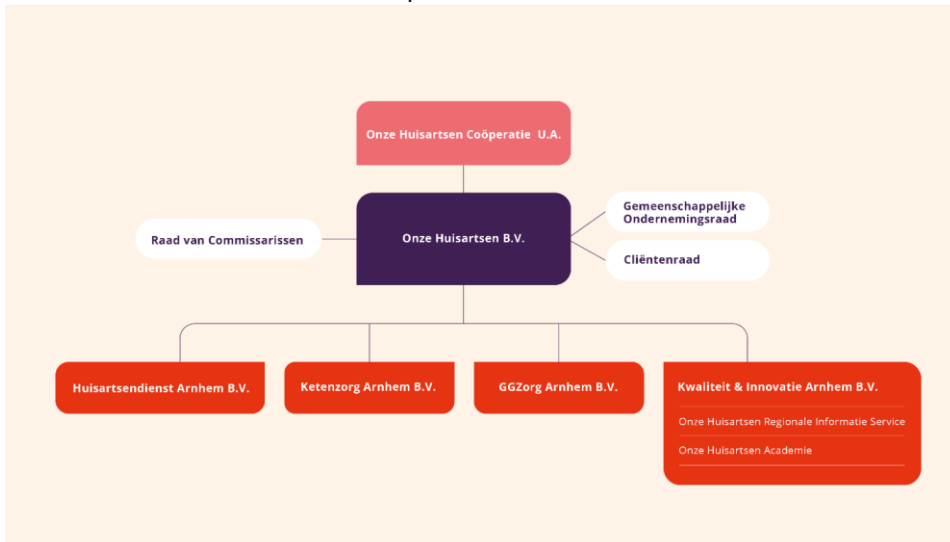 Onze Huisartsen Coöperatie U.A.
Raad van Commissarissen
Onze Huisartsen B.V.
Gemeenschappelijke
Ondernemingsraad
Cliëntenraad
Huisartsendienst Arnhem B.V.
Ketenzorg Arnhem B.V.
GGZorg Arnhem B.V.
Kwaliteit & Innovatie Arnhem B.V.
Onze Huisartsen Regionale Informatie Service
Onze Huisartsen Academie